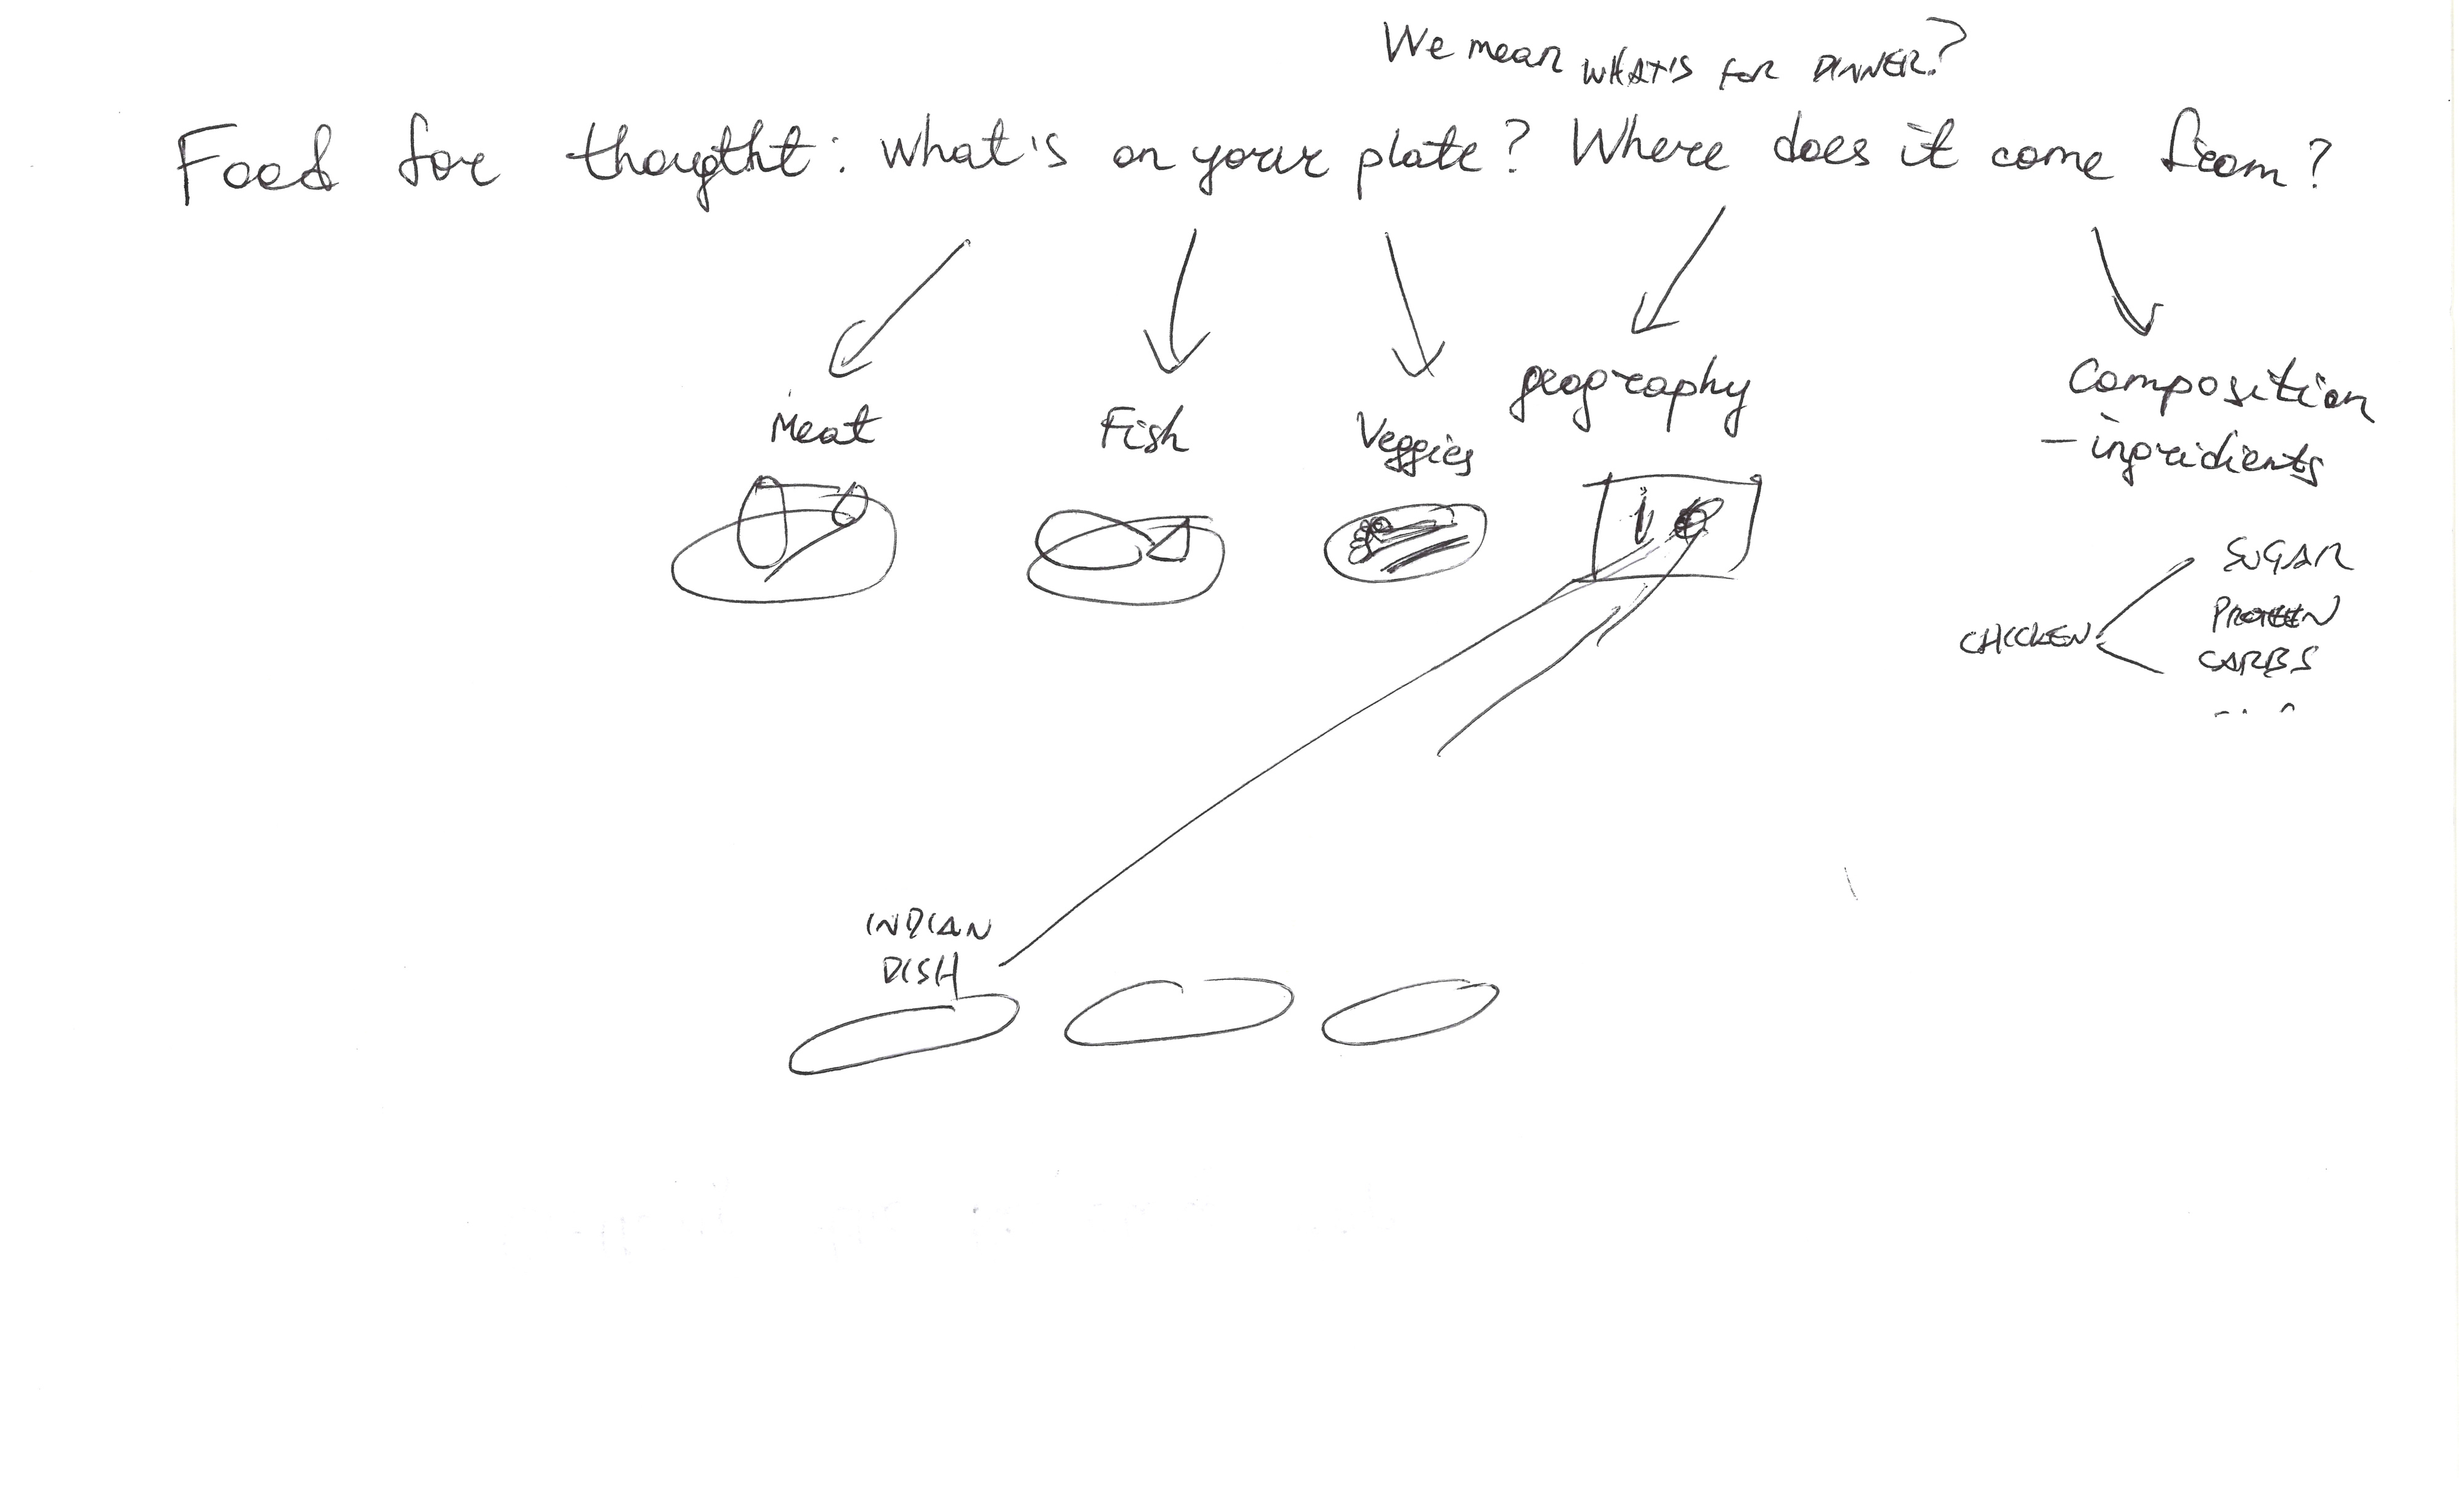 We mean WHAT'S FOR DINNER?
Food for thougtht: What's on your plate? Where does it come from?
Meat
Fish
Veggies
geography
Composition
- ingridients
CHICKEN
SUGAR
PROTEIN
CARBS
...
INDIAN
DISH